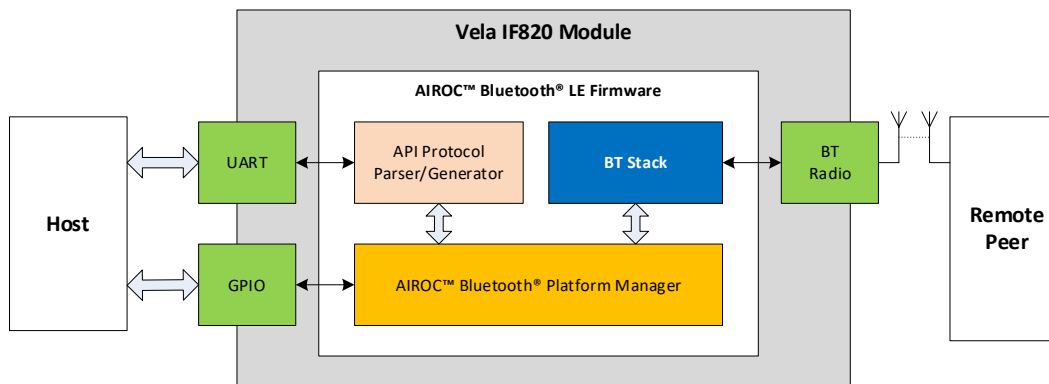 Vela IF820 Module
AIROC™ Bluetooth® LE Firmware
Host
UART
API Protocol
Parser/Generator
BT Stack
BT
Radio
Remote
Peer
GPIO
AIROC™ Bluetooth® Platform Manager